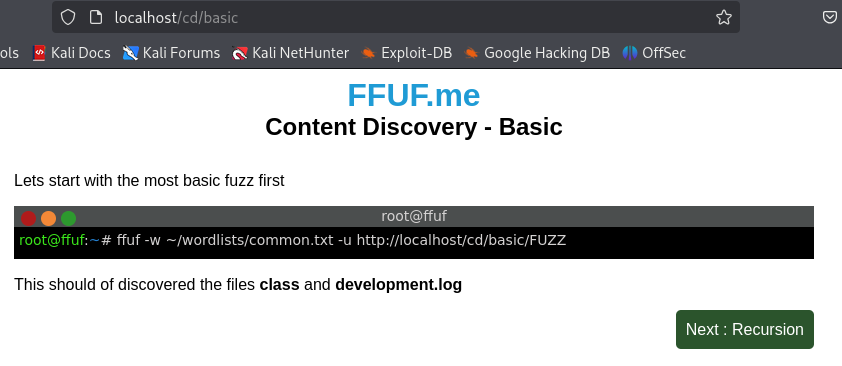 localhost/cd/basic
ols Kali Docs Kali Forums Kali NetHunter Exploit-DB Google Hacking DB OffSec
FFUF.me
Content Discovery - Basic
Lets start with the most basic fuzz first
root@ffuf
root@ffuf:~# ffuf -w ~/wordlists/common.txt -u http://localhost/cd/basic/FUZZ
This should of discovered the files class and development.log
Next : Recursion